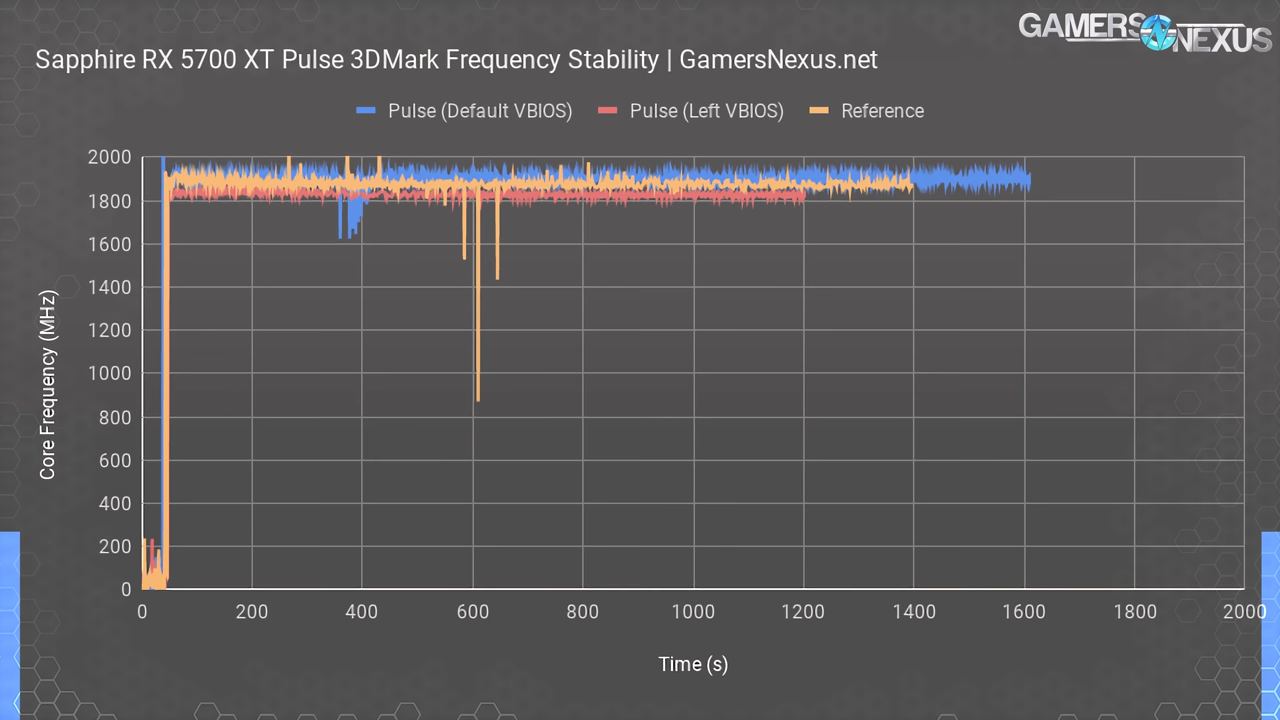 GAMERS NEXUS
Sapphire RX 5700 XT Pulse 3DMark Frequency Stability | GamersNexus.net
Pulse (Default VBIOS) Pulse (Left VBIOS) Reference
2000
1800
1600
1400
1200
1000
800
600
400
200
0
Core Frequency (MHz)
0 200 400 600 800 1000 1200 1400 1600 1800 2000
Time (s)